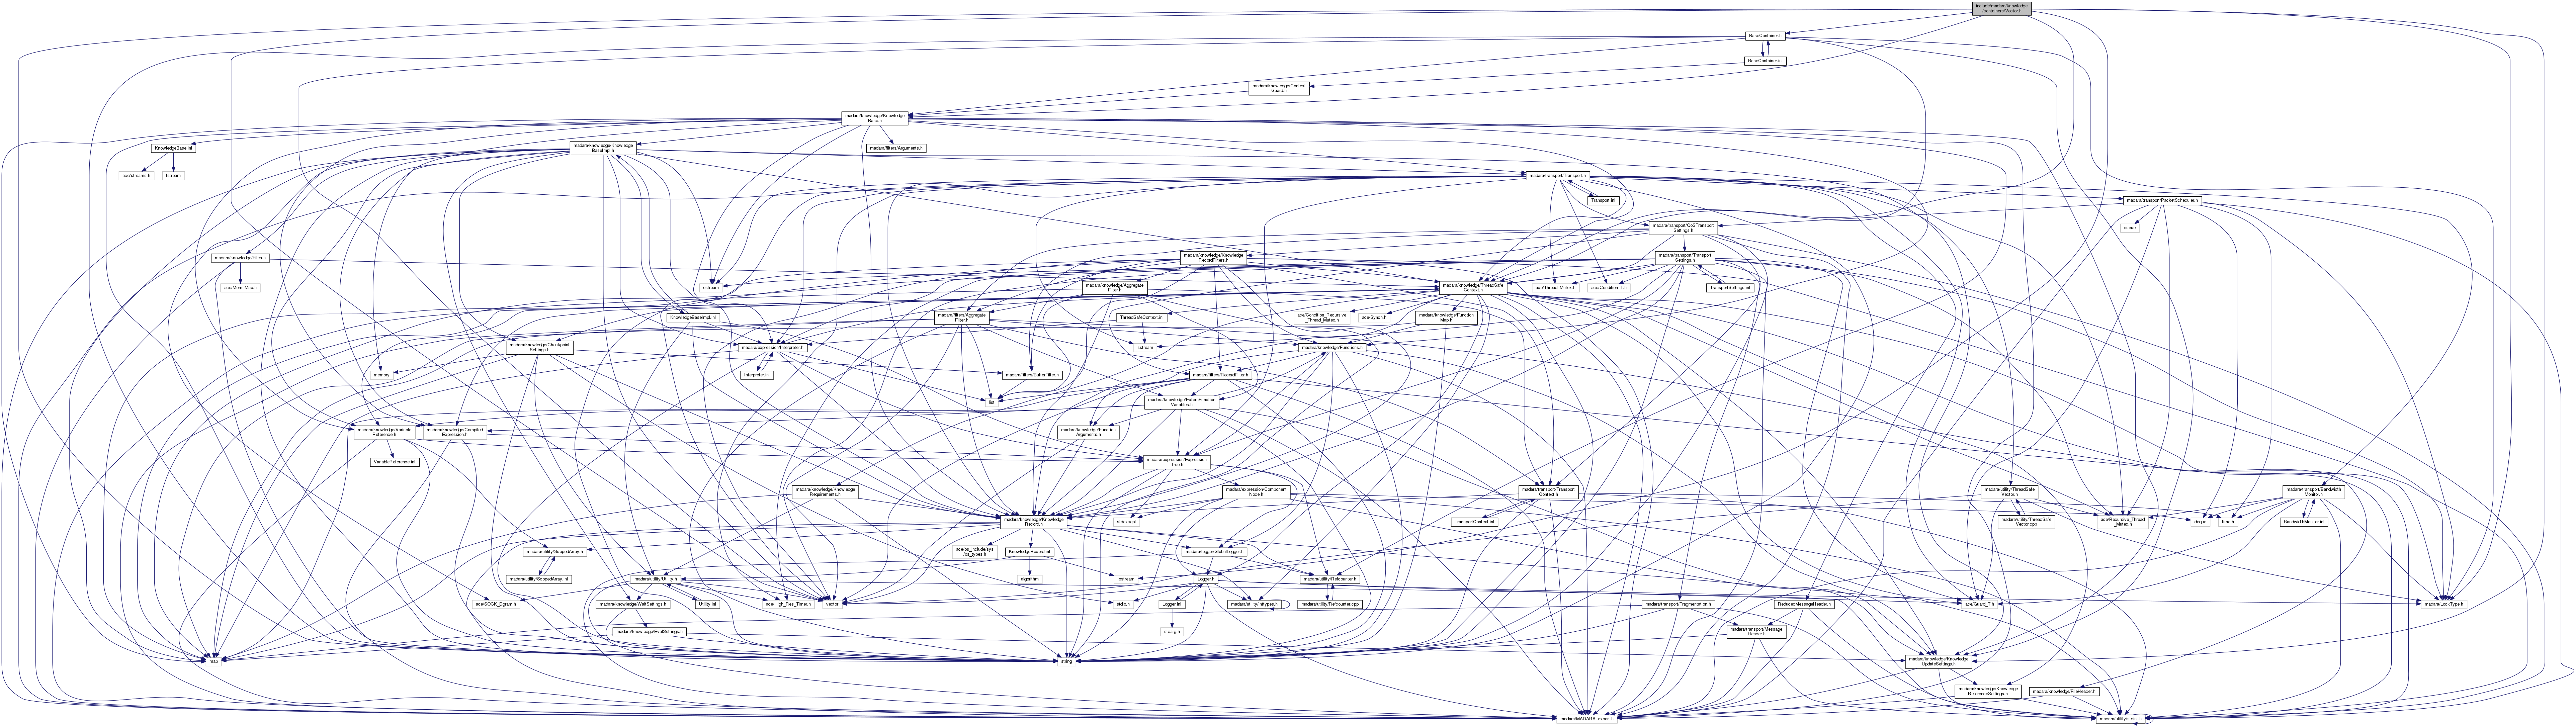 include/madara/knowledge
/containers/Vector.h
BaseContainer.h
BaseContainer.inl
madara/knowledge/Context
Guard.h
madara/knowledge/Knowledge
Base.h
KnowledgeBase.inl
madara/knowledge/Knowledge
BaseImpl.h
madara/filters/Arguments.h
ace/streams.h
fstream
madara/transport/Transport.h
Transport.inl
madara/transport/PacketScheduler.h
queue
madara/transport/QoSTransport
Settings.h
madara/knowledge/Files.h
ace/Mem_Map.h
ostream
madara/knowledge/Knowledge
RecordFilters.h
madara/transport/Transport
Settings.h
madara/knowledge/Aggregate
Filter.h
madara/knowledge/ThreadSafe
Context.h
ace/Thread_Mutex.h
ace/Condition_T.h
TransportSettings.inl
KnowledgeBaseImpl.inl
madara/filters/Aggregate
Filter.h
ThreadSafeContext.inl
ace/Condition_Recursive
_Thread_Mutex.h
ace/Synch.h
madara/knowledge/Function
Map.h
madara/knowledge/Checkpoint
Settings.h
madara/expression/Interpreter.h
sstream
madara/knowledge/Functions.h
memory
Interpreter.inl
madara/filters/BufferFilter.h
madara/filters/RecordFilter.h
list
madara/knowledge/ExternFunction
Variables.h
madara/knowledge/Variable
Reference.h
madara/knowledge/Compiled
Expression.h
madara/knowledge/Function
Arguments.h
VariableReference.inl
madara/expression/Expression
Tree.h
madara/knowledge/Knowledge
Requirements.h
madara/expression/Component
Node.h
madara/transport/Transport
Context.h
madara/utility/ThreadSafe
Vector.h
madara/transport/Bandwidth
Monitor.h
madara/knowledge/Knowledge
Record.h
stdexcept
TransportContext.inl
madara/utility/ThreadSafe
Vector.cpp
ace/Recursive_Thread
_Mutex.h
deque
time.h
BandwidthMonitor.inl
madara/utility/ScopedArray.h
ace/os_include/sys
/os_types.h
KnowledgeRecord.inl
madara/logger/GlobalLogger.h
madara/utility/ScopedArray.inl
madara/utility/Utility.h
algorithm
iostream
Logger.h
madara/utility/Refcounter.h
ace/SOCK_Dgram.h
madara/knowledge/WaitSettings.h
Utility.inl
ace/High_Res_Timer.h
vector
stdio.h
Logger.inl
madara/utility/inttypes.h
madara/utility/Refcounter.cpp
madara/transport/Fragmentation.h
ReducedMessageHeader.h
ace/Guard_T.h
madara/LockType.h
madara/knowledge/EvalSettings.h
stdarg.h
madara/transport/Message
Header.h
map
string
madara/knowledge/Knowledge
UpdateSettings.h
madara/knowledge/Knowledge
ReferenceSettings.h
madara/knowledge/FileHeader.h
madara/MADARA_export.h
madara/utility/stdint.h